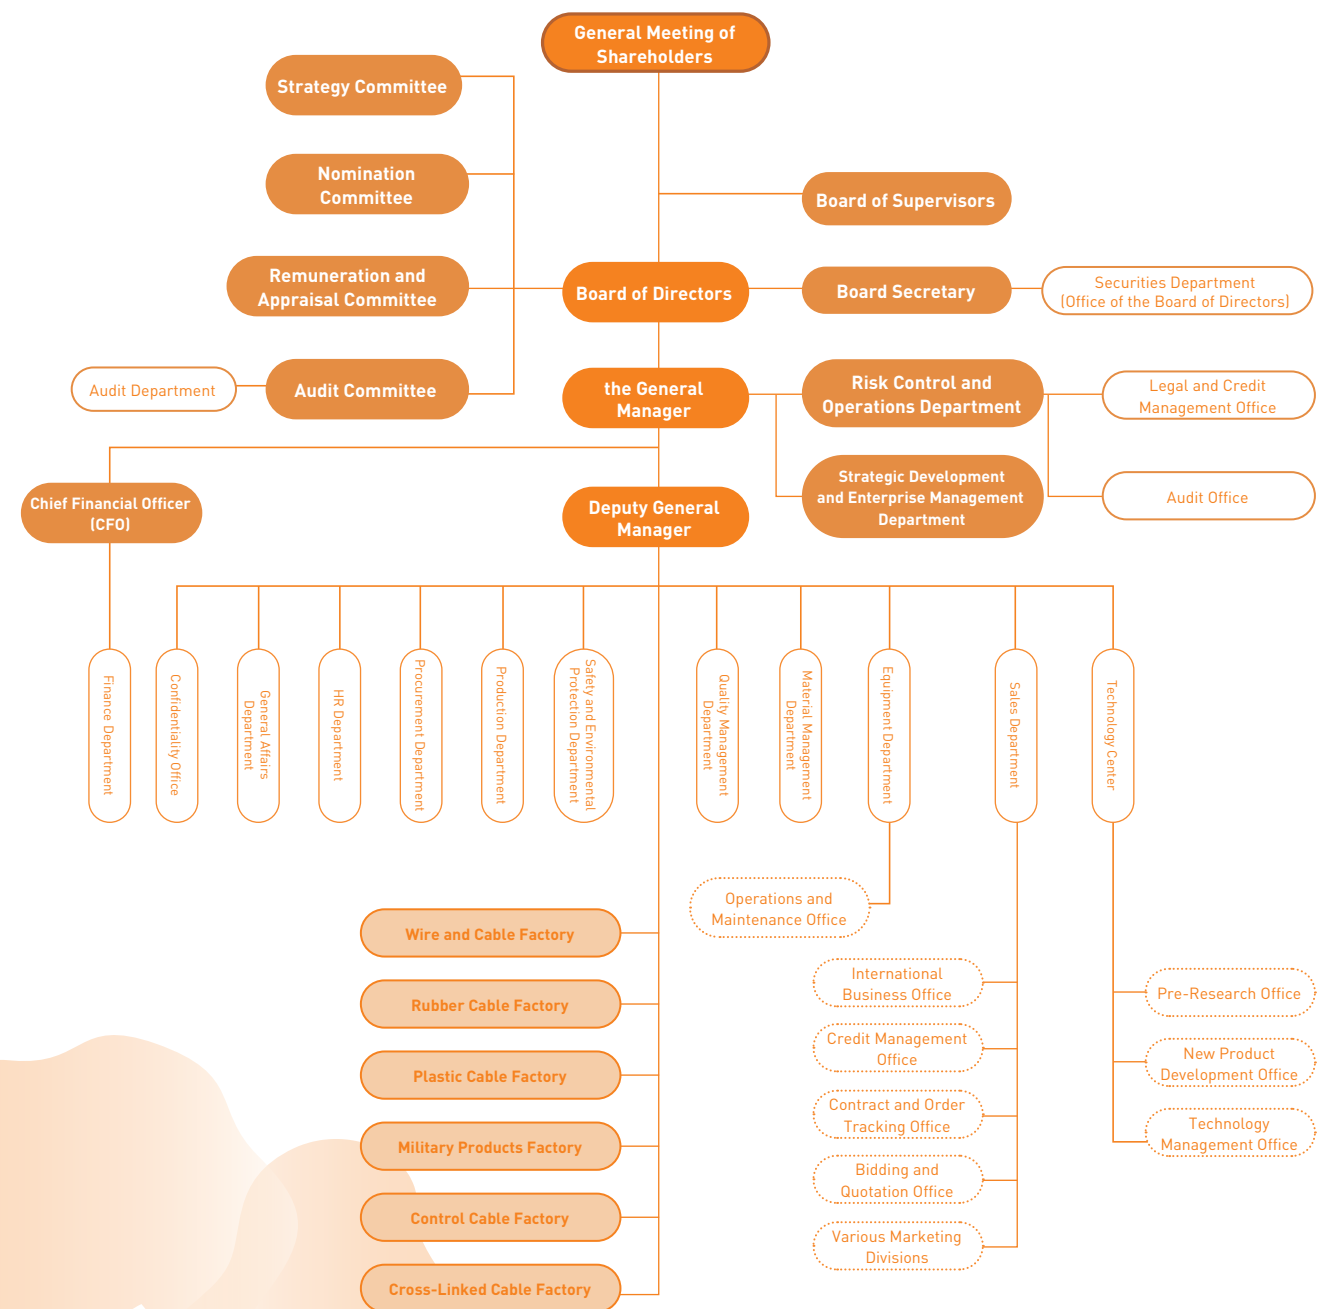 General Meeting of
Shareholders
Strategy Committee
Nomination
Committee
Board of Supervisors
Remuneration and
Appraisal Committee
Board of Directors
Board Secretary
Securities Department
(Office of the Board of Directors)
Audit Department
Audit Committee
the General
Manager
Risk Control and
Operations Department
Legal and Credit
Management Office
Chief Financial Officer
(CFO)
Deputy General
Manager
Strategic Development
and Enterprise Management
Department
Audit Office
Finance Department
Confidentiality Office
General Affairs
Department
HR Department
Procurement Department
Production Department
Safety and Environmental
Protection Department
Quality Management
Department
Material Management
Department
Equipment Department
Sales Department
Technology Center
Operations and
Maintenance Office
Wire and Cable Factory
Rubber Cable Factory
Plastic Cable Factory
Military Products Factory
Control Cable Factory
Cross-Linked Cable Factory
International
Business Office
Credit Management
Office
Contract and Order
Tracking Office
Bidding and
Quotation Office
Various Marketing
Divisions
Pre-Research Office
New Product
Development Office
Technology
Management Office